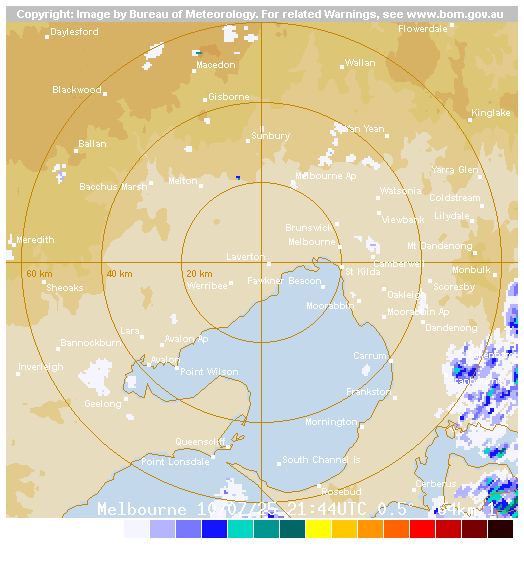 Copyright: Image by Bureau of Meteorology. For related Warnings, see www.bom.gov.au
Daylesford
Flowerdale
Macedon
Wallan
Blackwood
Gisborne
Kinglake
Sunbury
Yan Yean
Ballan
Yarra Glen
Bacchus Marsh
Melton
Melbourne Ap
Watsonia
Coldstream
Viewbank
Lilydale
Brunswick
Meredith
Melbourne
Mt Dandenong
Laverton
Camberwell
60 km
40 km
20 km
St Kilda
Monbulk
Sheoaks
Werribee
Fawkner Beacon
Scoresby
Oakleigh
Moorabbin
Moorabbin Ap
Dandenong
Lara
Avalon Ap
Bannockburn
Avalon
Carrum
Inverleigh
Point Wilson
Geelong
Frankston
Mornington
Queenscliff
Point Lonsdale
South Channel Is
Cerberus
Rosebud
Melbourne 10/07/25 21:44UTC 0.5° v64km